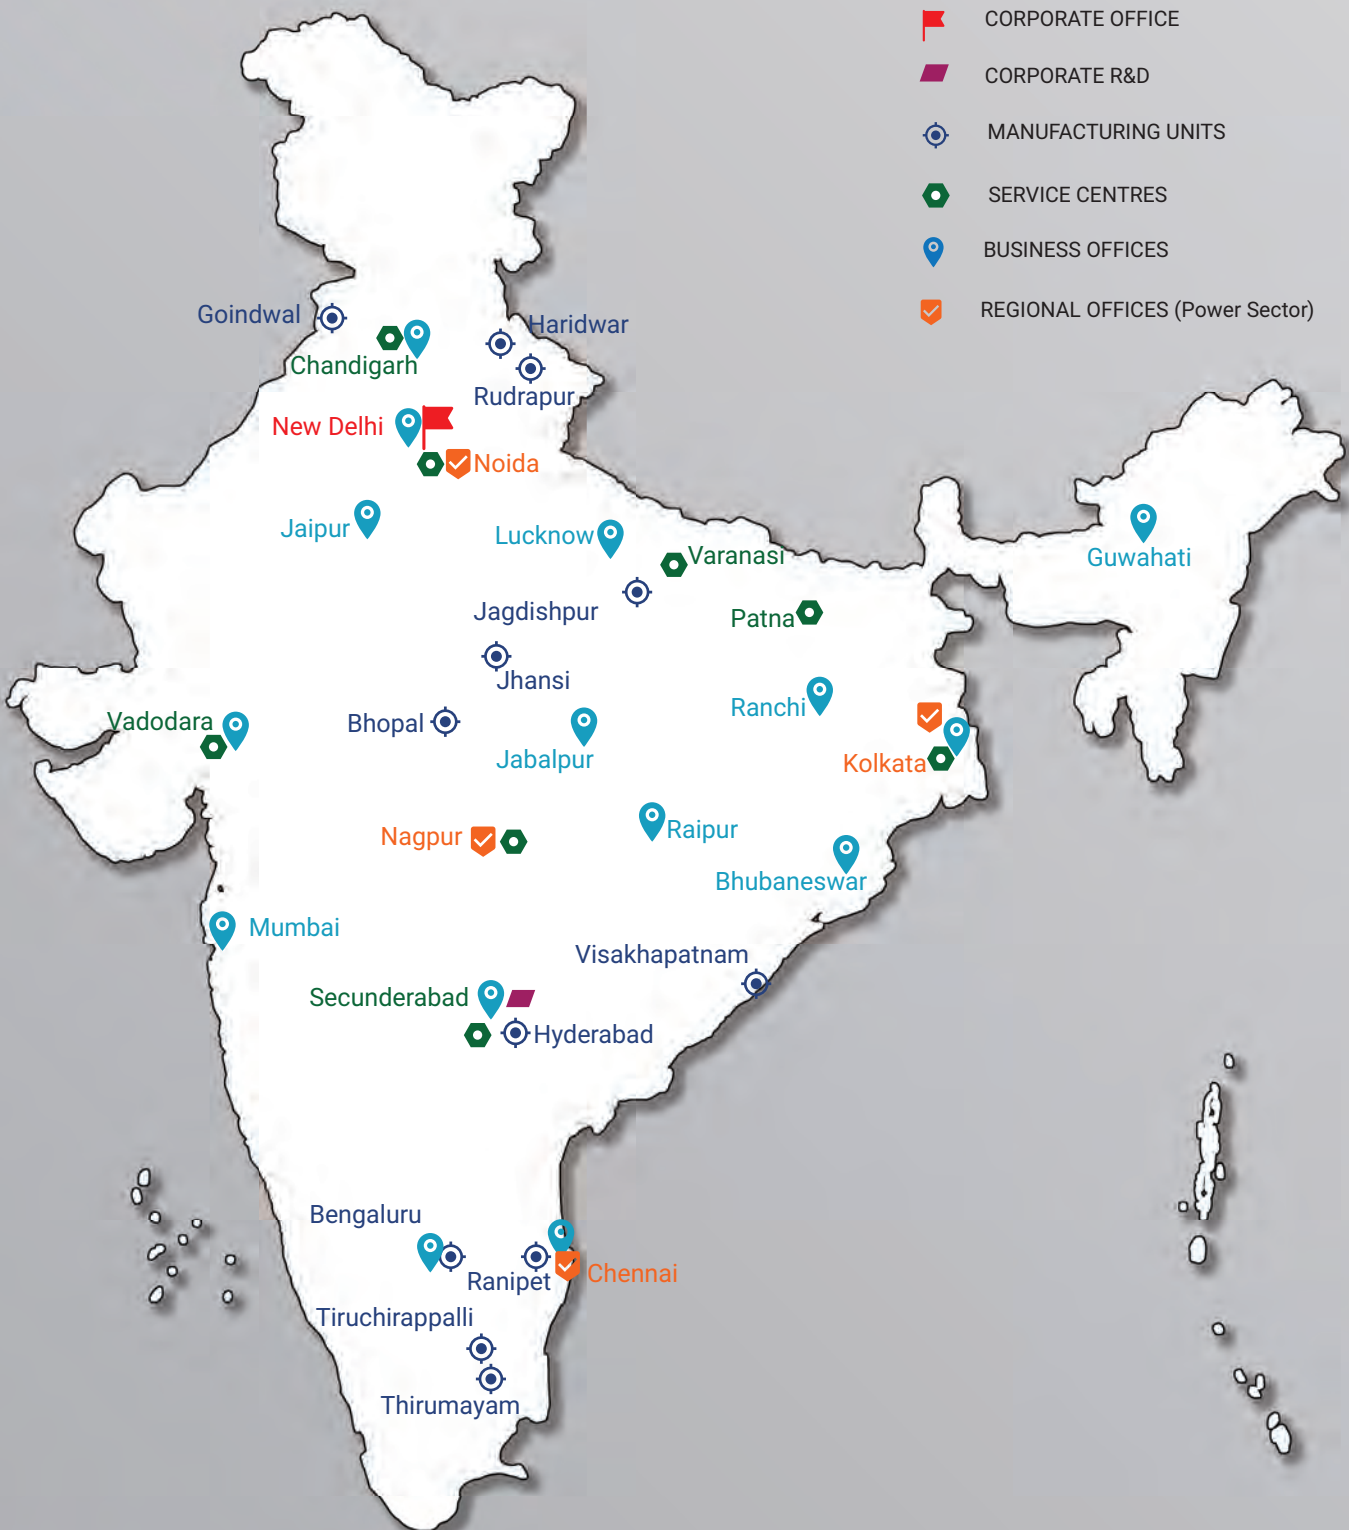 CORPORATE OFFICE
CORPORATE R&D
MANUFACTURING UNITS
SERVICE CENTRES
BUSINESS OFFICES
REGIONAL OFFICES (Power Sector)
Goindwal
Haridwar
Chandigarh
Rudrapur
New Delhi
Noida
Jaipur
Lucknow
Varanasi
Guwahati
Jagdishpur
Patna
Jhansi
Ranchi
Vadodara
Bhopal
Jabalpur
Kolkata
Nagpur
Raipur
Bhubaneswar
Mumbai
Visakhapatnam
Secunderabad
Hyderabad
Bengaluru
Ranipet
Chennai
Tiruchirappalli
Thirumayam